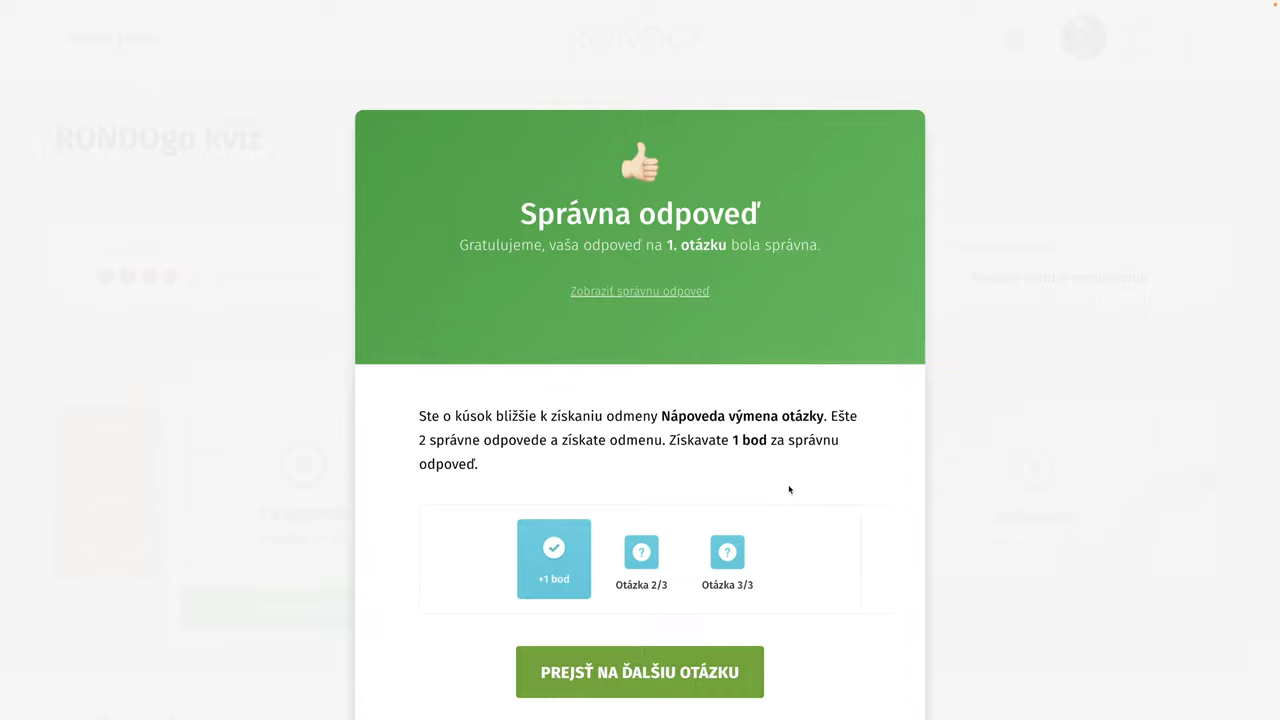 RONDOgo kvíz
Správna odpoveď
Gratulujeme, vaša odpoveď na 1. otázku bola správna.
Zobraziť správnu odpoveď
Ste o kúsok bližšie k získaniu odmeny Nápoveda výmena otázky. Ešte
2 správne odpovede a získate odmenu. Získavate 1 bod za správnu
odpoveď.
+1 bod
Otázka 2/3
Otázka 3/3
PREJSŤ NA ĎALŠIU OTÁZKU